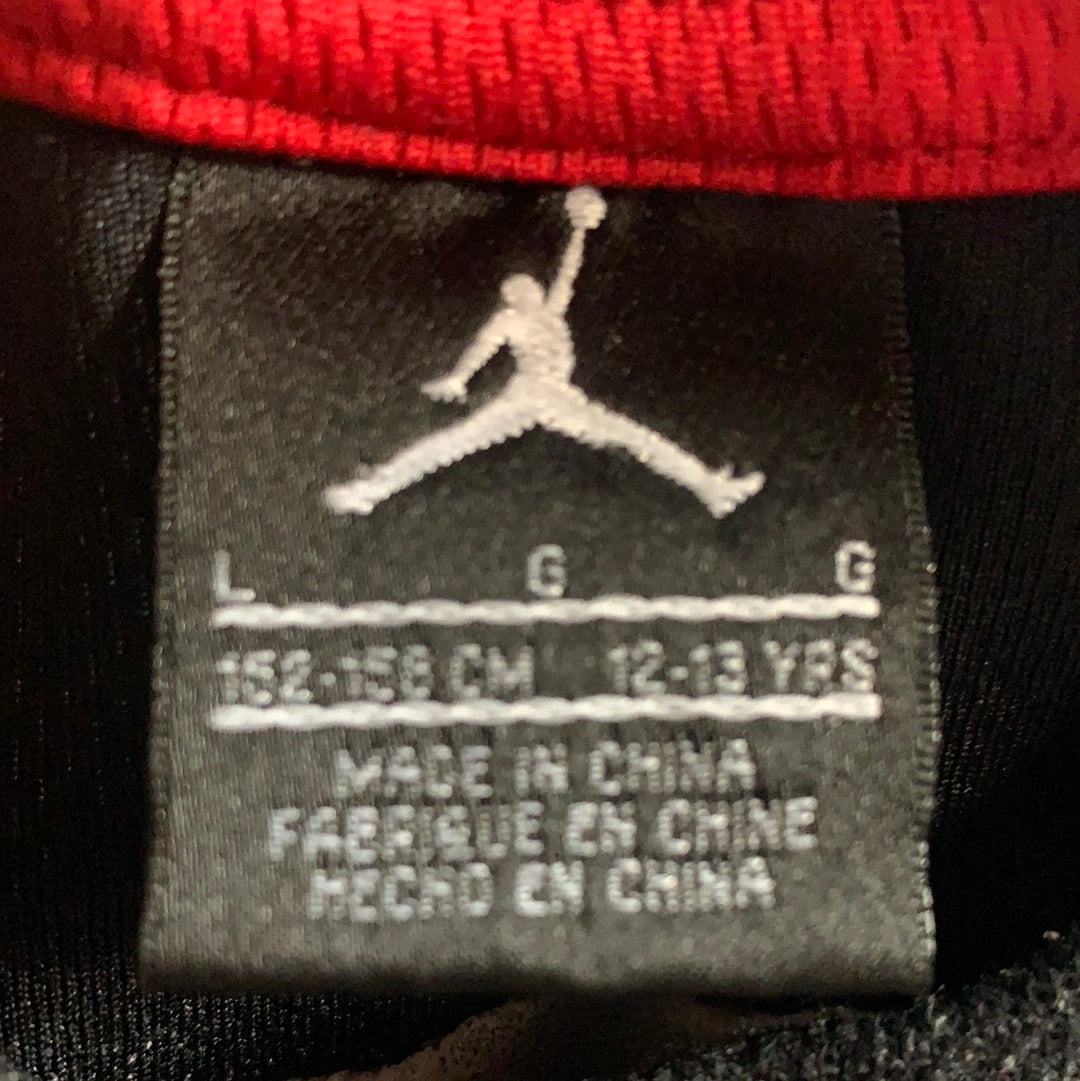 L G G
152-158 CM 12-13 YRS
MADE IN CHINA
FABRIQUE EN CHINE
HECHO EN CHINA